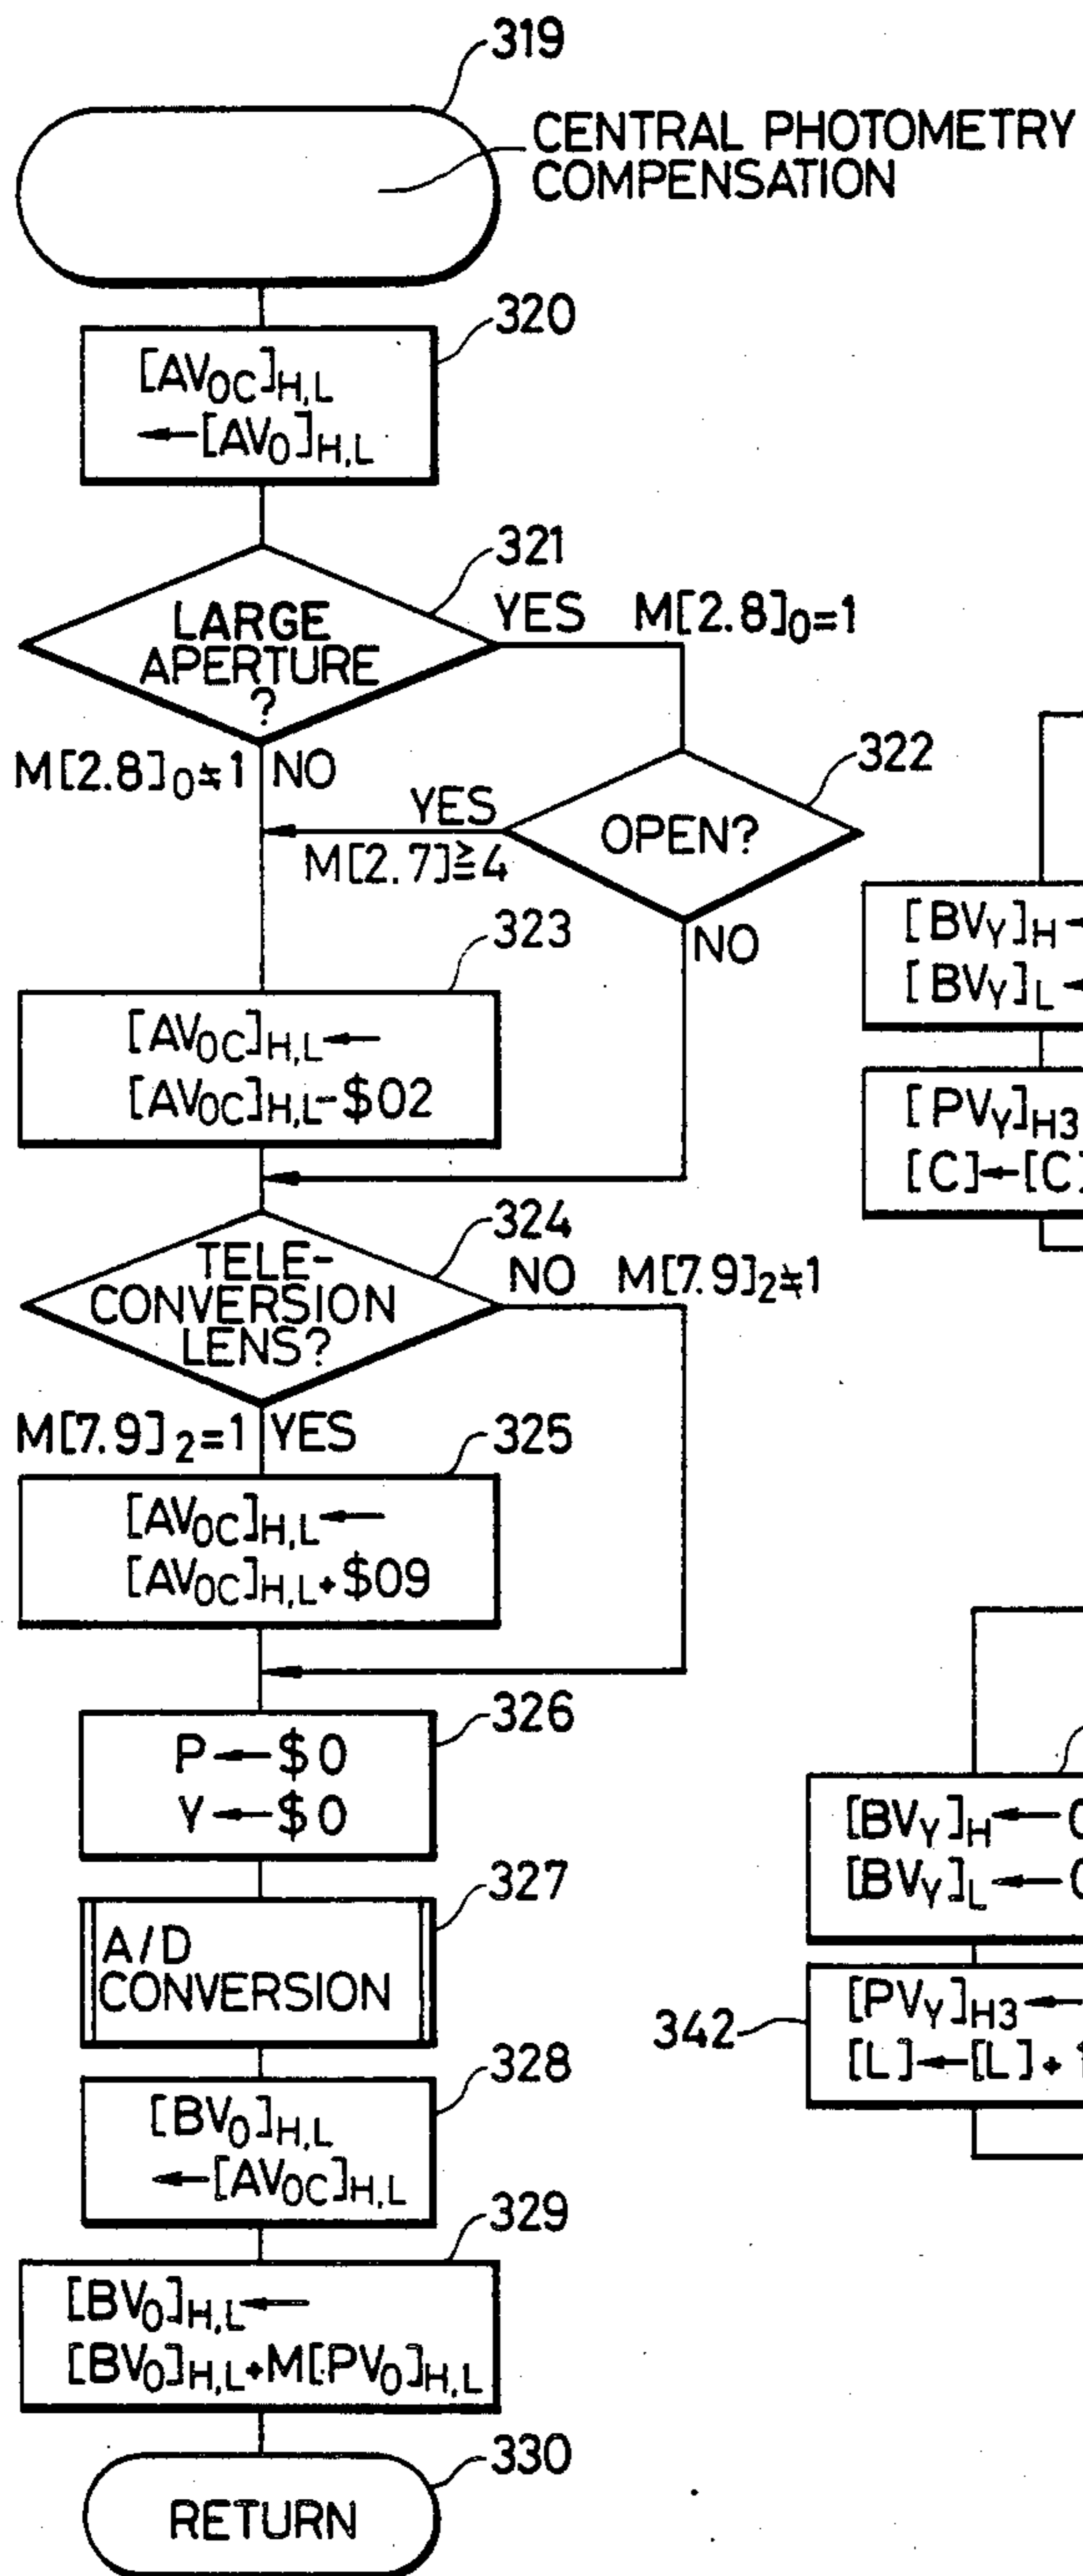 319
CENTRAL PHOTOMETRY
COMPENSATION
320
[AV0C]H,L
←[AV0]H,L
321
LARGE
APERTURE
?
YES M[2.8]0=1
M[2.8]0≒1 NO
322
OPEN?
YES
M[2.7]≧4
NO
323
[AV0C]H,L←
[AV0C]H,L-$02
324
TELE-
CONVERSION
LENS?
NO M[7.9]2≒1
M[7.9]2=1 YES
325
[AV0C]H,L←
[AV0C]H,L+$09
326
P←$0
Y←$0
327
A/D
CONVERSION
328
[BV0]H,L
←[AV0C]H,L
329
[BV0]H,L←
[BV0]H,L+M[PV0]H,L
330
RETURN
[BVY]H←
[BVY]L←
[PVY]H3
[C]←[C]
[BVY]H←
[BVY]L←
342
[PVY]H3←
[L]←[L]+1